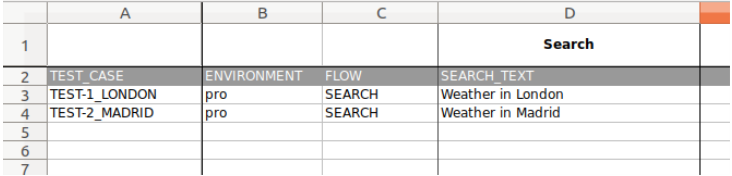 A B C D
1 Search
2 TEST_CASE ENVIRONMENT FLOW SEARCH_TEXT
3 TEST-1_LONDON pro SEARCH Weather in London
4 TEST-2_MADRID pro SEARCH Weather in Madrid
5
6
7